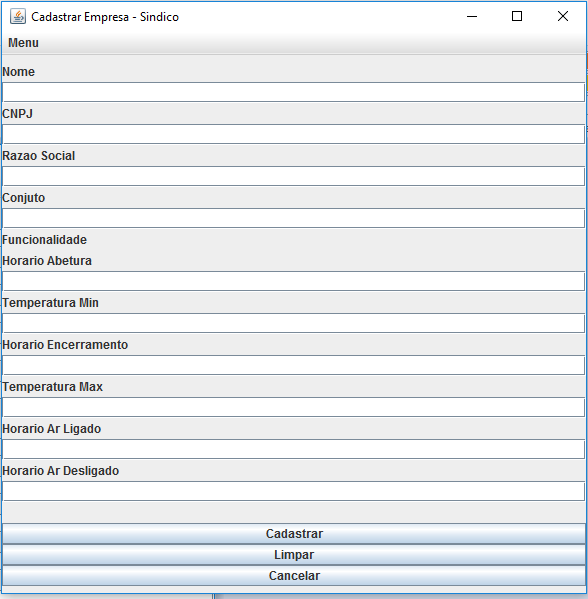 Cadastrar Empresa - Sindico
Menu
Nome
CNPJ
Razao Social
Conjuto
Funcionalidade
Horario Abetura
Temperatura Min
Horario Encerramento
Temperatura Max
Horario Ar Ligado
Horario Ar Desligado
Cadastrar
Limpar
Cancelar